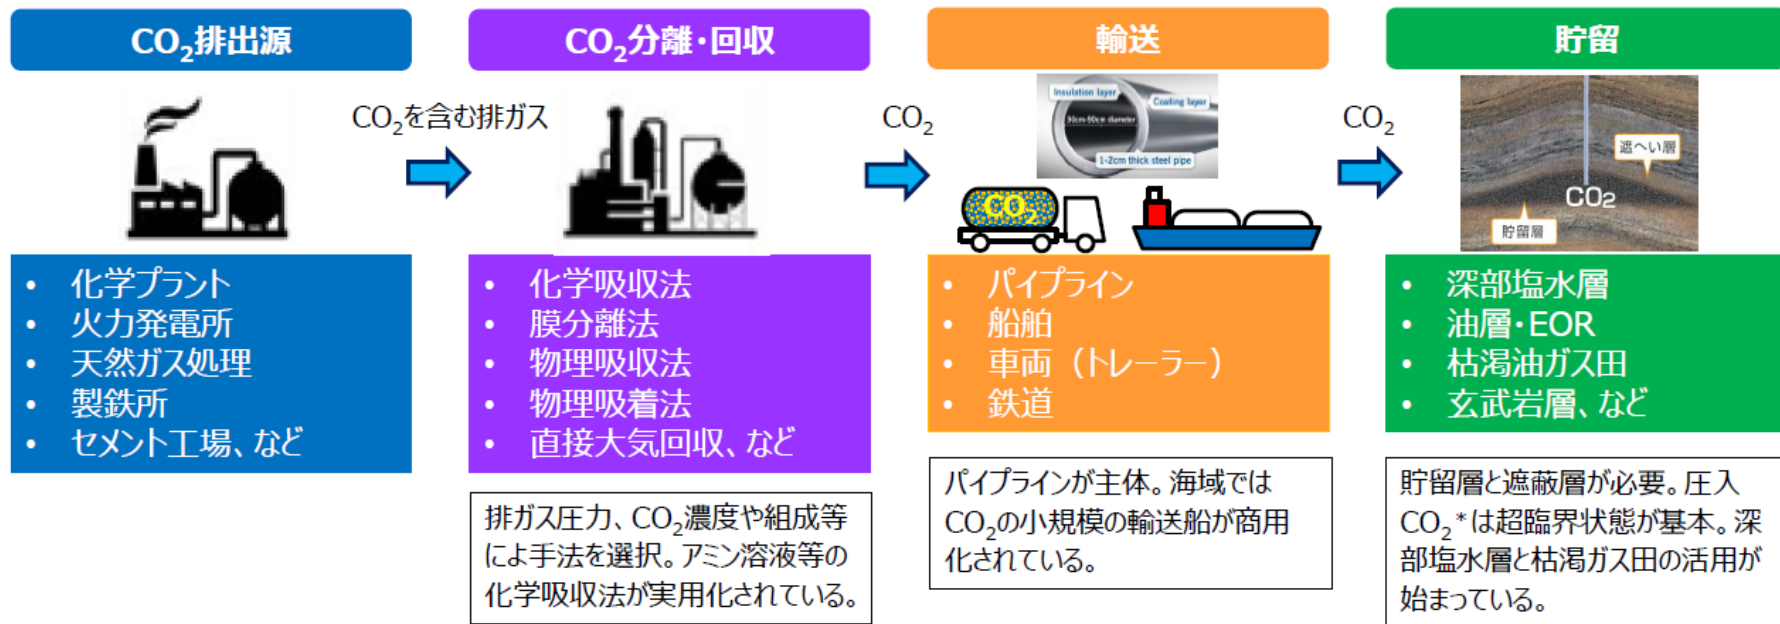 CO₂排出源
CO₂を含む排ガス
• 化学プラント
• 火力発電所
• 天然ガス処理
• 製鉄所
• セメント工場、など
CO₂分離・回収
CO₂
• 化学吸収法
• 膜分離法
• 物理吸収法
• 物理吸着法
• 直接大気回収、など
排ガス圧力、CO₂濃度や組成等
によ手法を選択。アミン溶液等の
化学吸収法が実用化されている。
輸送
Insulation layer
Coating layer
30cm-90cm diameter
1-2cm thick steel pipe
CO₂
CO₂
• パイプライン
• 船舶
• 車両（トレーラー）
• 鉄道
パイプラインが主体。海域では
CO₂の小規模の輸送船が商用
化されている。
貯留
遮へい層
CO₂
貯留層
• 深部塩水層
• 油層・EOR
• 枯渇油ガス田
• 玄武岩層、など
貯留層と遮蔽層が必要。圧入
CO₂*は超臨界状態が基本。深
部塩水層と枯渇ガス田の活用が
始まっている。